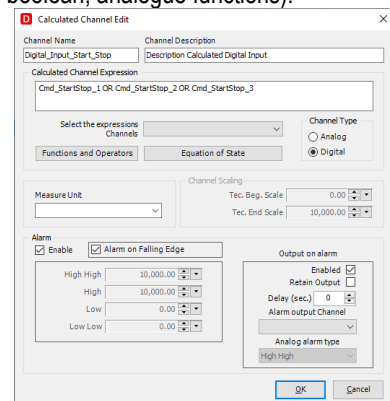 boolean, analogue functions).
D Calculated Channel Edit
Channel Name Channel Description
Digital_Input_Start_Stop Description Calculated Digital Input
Calculated Channel Expression
Cmd_StartStop_1 OR Cmd_StartStop_2 OR Cmd_StartStop_3
Select the expressions
Channels
Channel Type
Analog
Digital
Functions and Operators Equation of State
Channel Scaling
Measure Unit
Tec. Beg. Scale 0.00
Tec. End Scale 10,000.00
Alarm
Enable Alarm on Falling Edge
High High 10,000.00
High 10,000.00
Low 0.00
Low Low 0.00
Output on alarm
Enabled
Retain Output
Delay (sec.) 0
Alarm output Channel
Analog alarm type
High High
OK Cancel